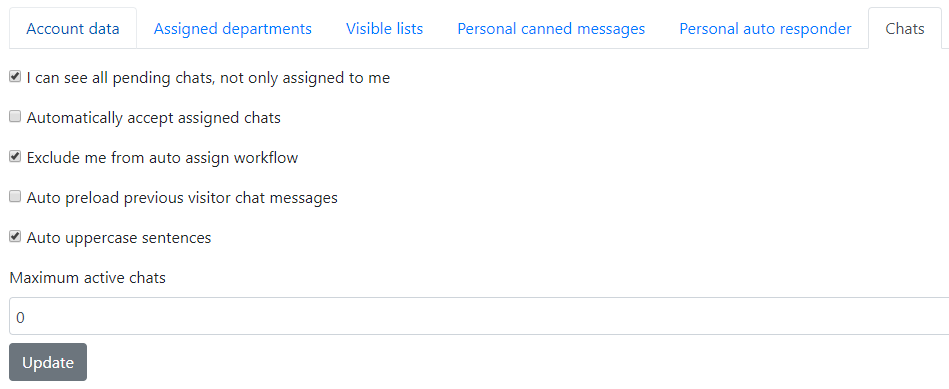 Account data Assigned departments Visible lists Personal canned messages Personal auto responder Chats
I can see all pending chats, not only assigned to me
Automatically accept assigned chats
Exclude me from auto assign workflow
Auto preload previous visitor chat messages
Auto uppercase sentences
Maximum active chats
0
Update